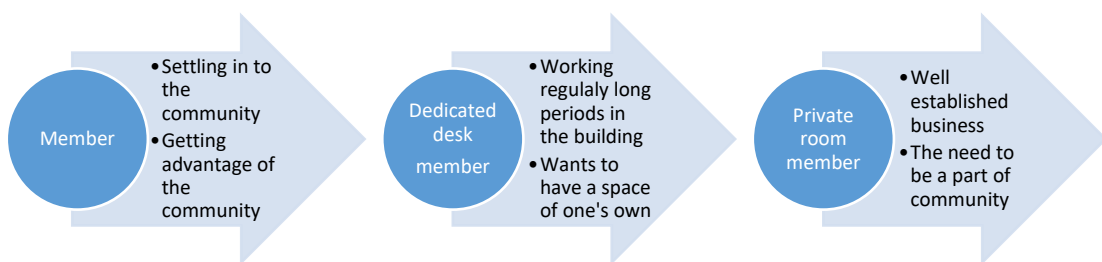 Member
•Settling in to
the
community
•Getting
advantage of
the
community
Dedicated
desk
member
•Working
regulaly long
periods in
the building
•Wants to
have a space
of one's own
Private
room
member
•Well
established
business
•The need to
be a part of
community